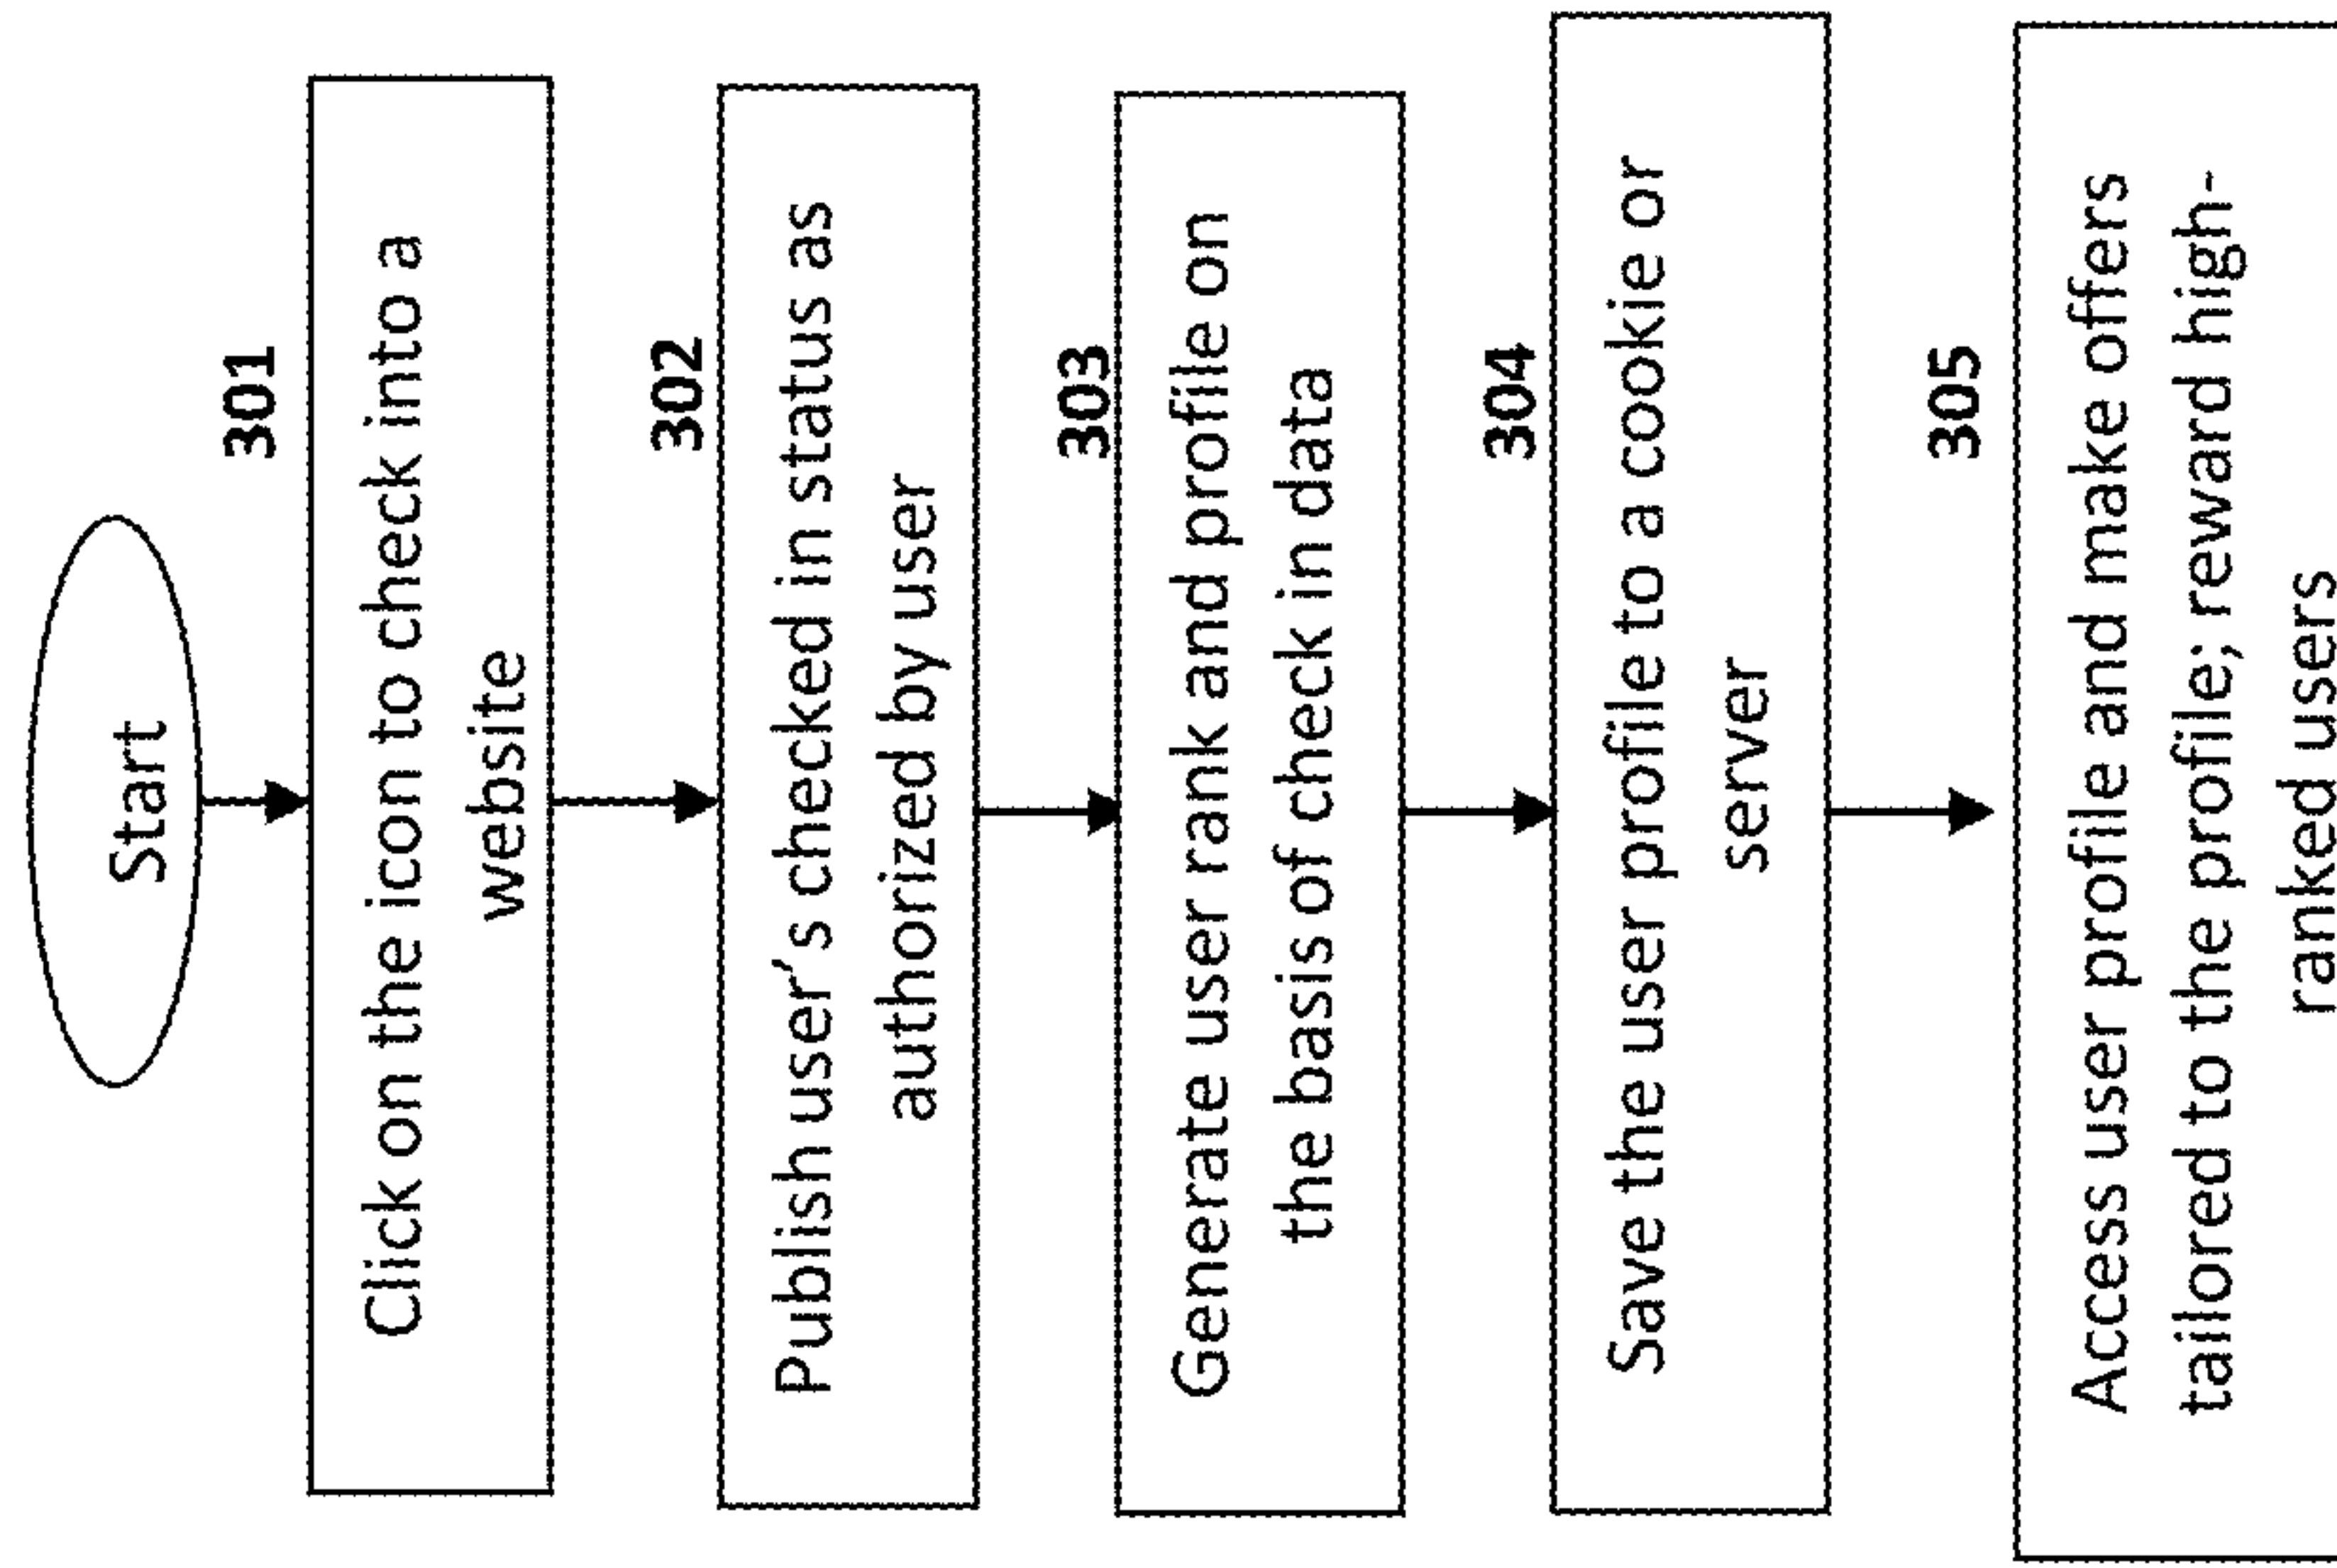 Start
301
Click on the icon to check into a
website
302
Publish user's checked in status as
authorized by user
303
Generate user rank and profile on
the basis of check in data
304
Save the user profile to a cookie or
server
305
Access user profile and make offers
tailored to the profile; reward high-
ranked users